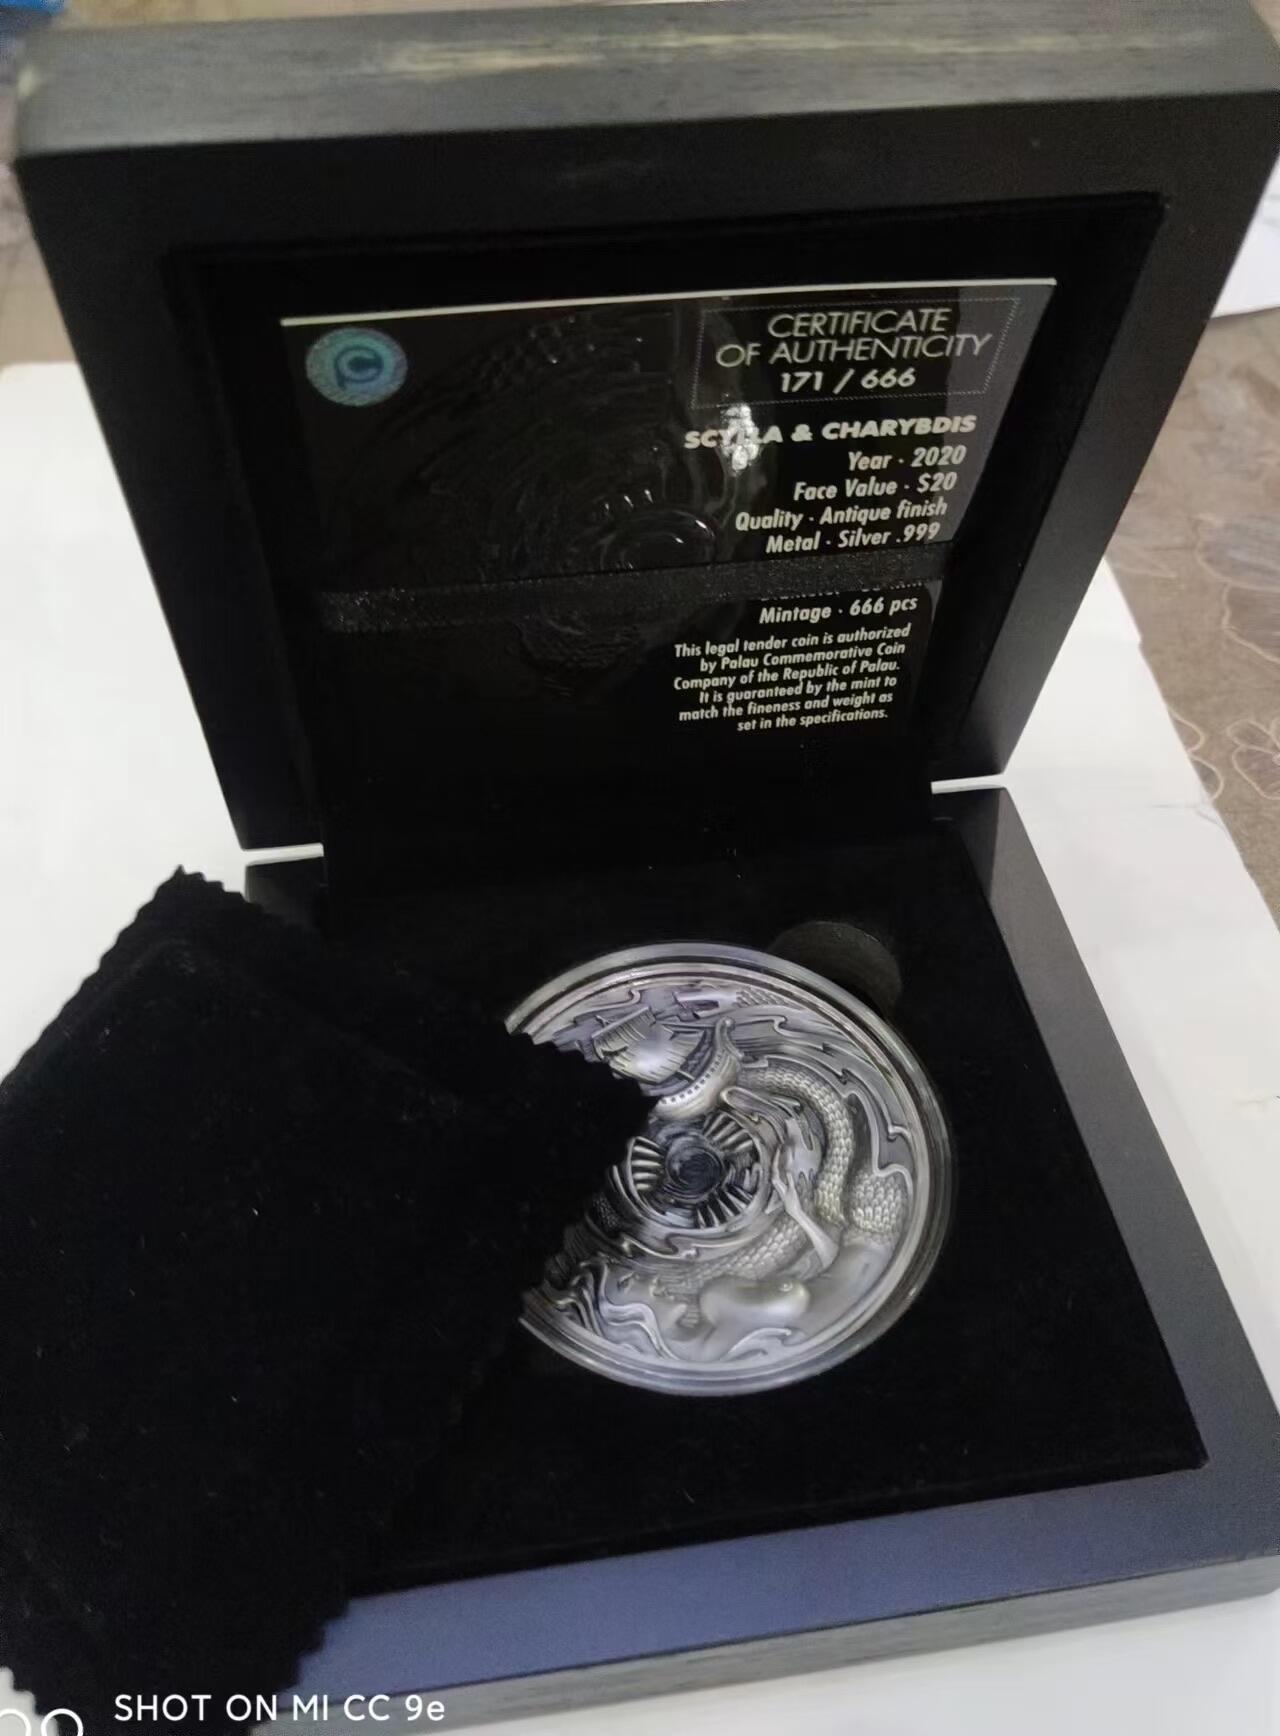 CERTIFICATE
OF AUTHENTICITY
171 / 666
SCYLLA & CHARYBDIS
Year · 2020
Face Value · $20
Quality · Antique finish
Metal · Silver .999
Mintage · 666 pcs
This legal tender coin is authorized
by Palau Commemorative Coin
Company of the Republic of Palau.
It is guaranteed by the mint to
match the fineness and weight as
set in the specifications.
SHOT ON MI CC 9e